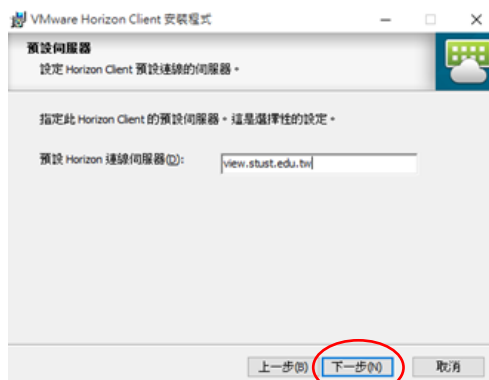 VMware Horizon Client 安裝程式
預設伺服器
設定 Horizon Client 預設連線的伺服器。
指定此 Horizon Client 的預設伺服器。這是選擇性的設定。
預設 Horizon 連線伺服器(D): view.stust.edu.tw
上一步(B) 下一步(N) 取消